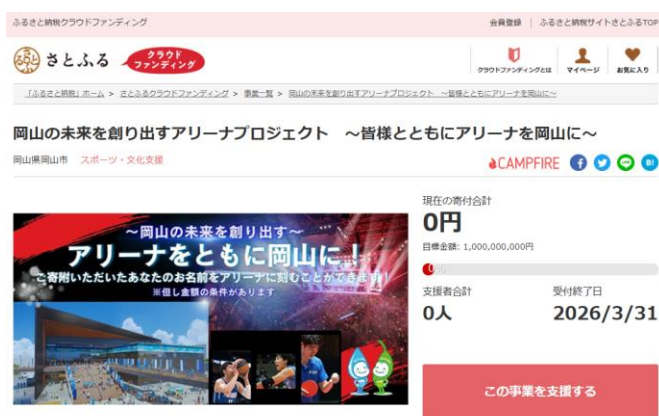 ふるさと納税クラウドファンディング
会員登録 | ふるさと納税サイトさとふるTOP
さとふる
クラウド
ファンディング
クラウドファンディングとは マイページ お気に入り
「ふるさと納税」ホーム > さとふるクラウドファンディング > 事業一覧 > 岡山の未来を創り出すアリーナプロジェクト ～皆様とともにアリーナを岡山に～
岡山の未来を創り出すアリーナプロジェクト ～皆様とともにアリーナを岡山に～
岡山県岡山市 スポーツ・文化支援
CAMPFIRE
現在の寄付合計
0円
目標金額: 1,000,000,000円
0%
支援者合計
0人
受付終了日
2026/3/31
この事業を支援する
～岡山の未来を創り出す～
アリーナをともに岡山に！
ご寄附いただいたあなたのお名前をアリーナに刻むことができます！
※但し金額の条件があります